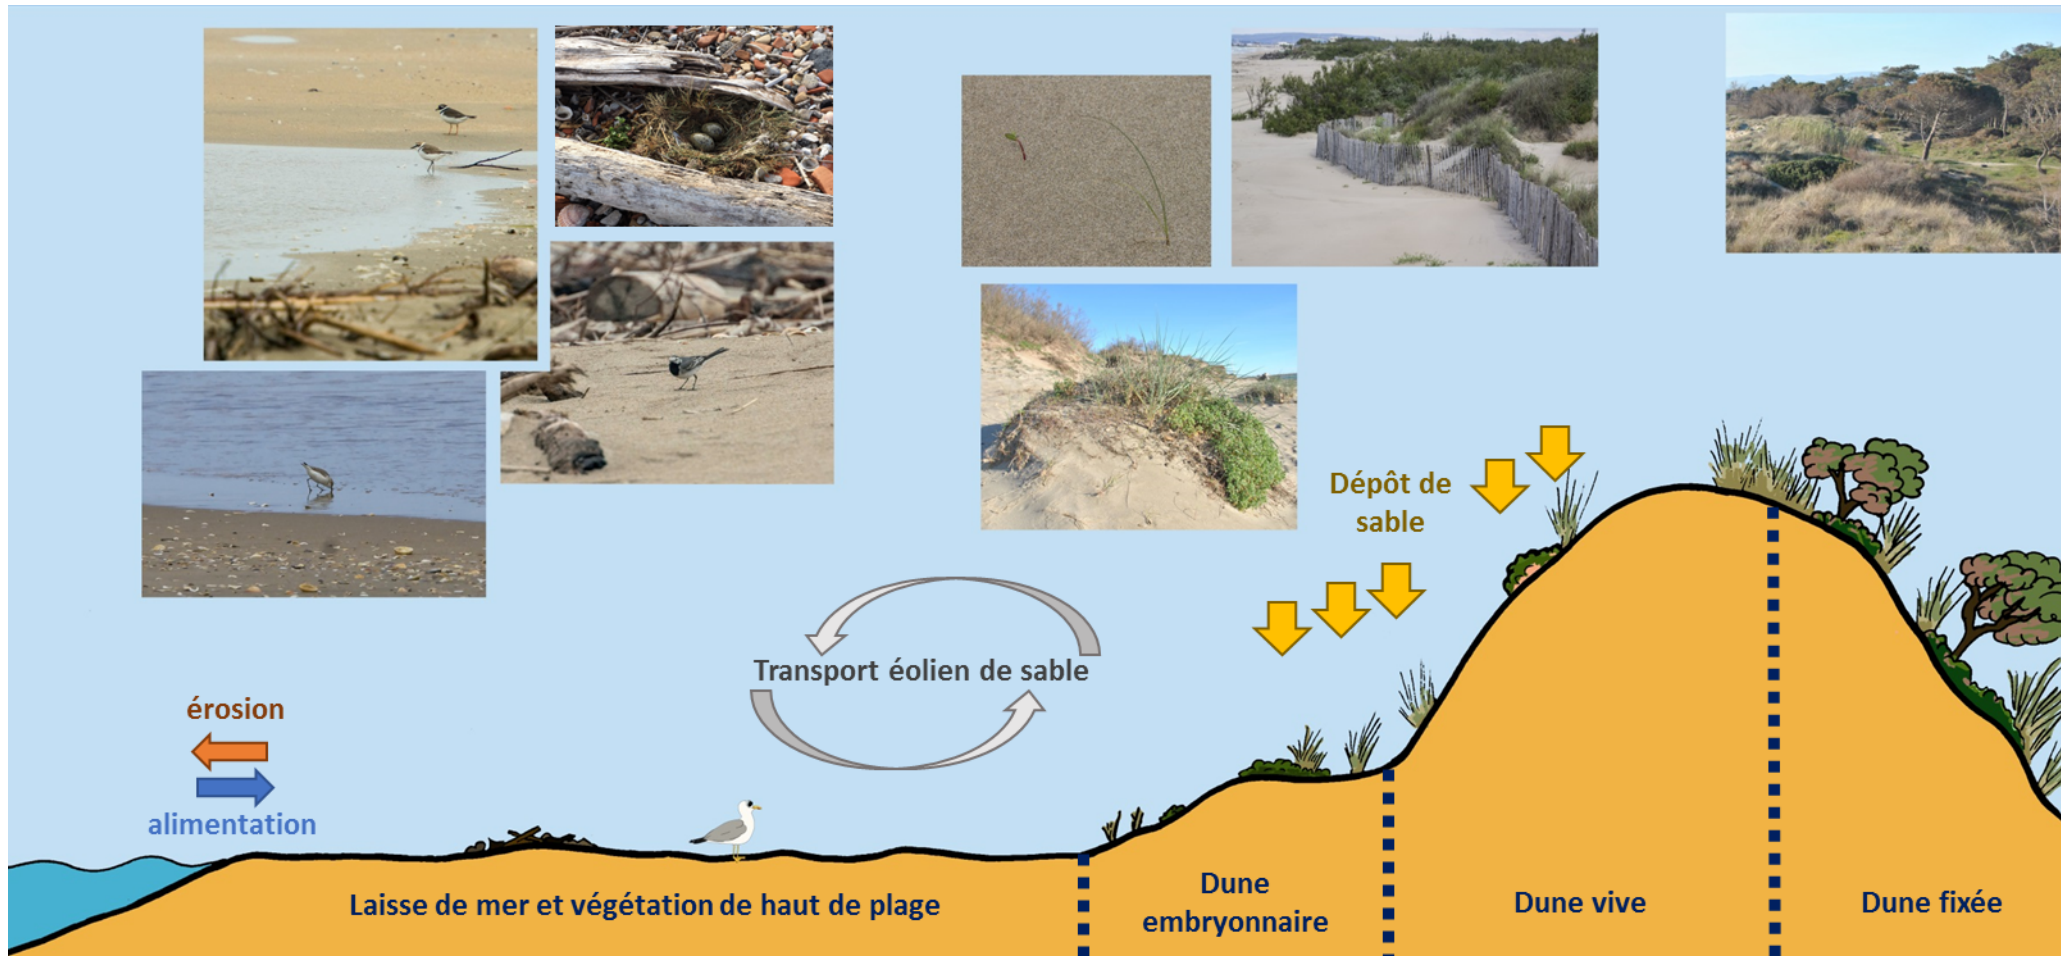 Dépôt de
sable
Transport éolien de sable
érosion
alimentation
Laisse de mer et végétation de haut de plage
Dune
embryonnaire
Dune vive
Dune fixée